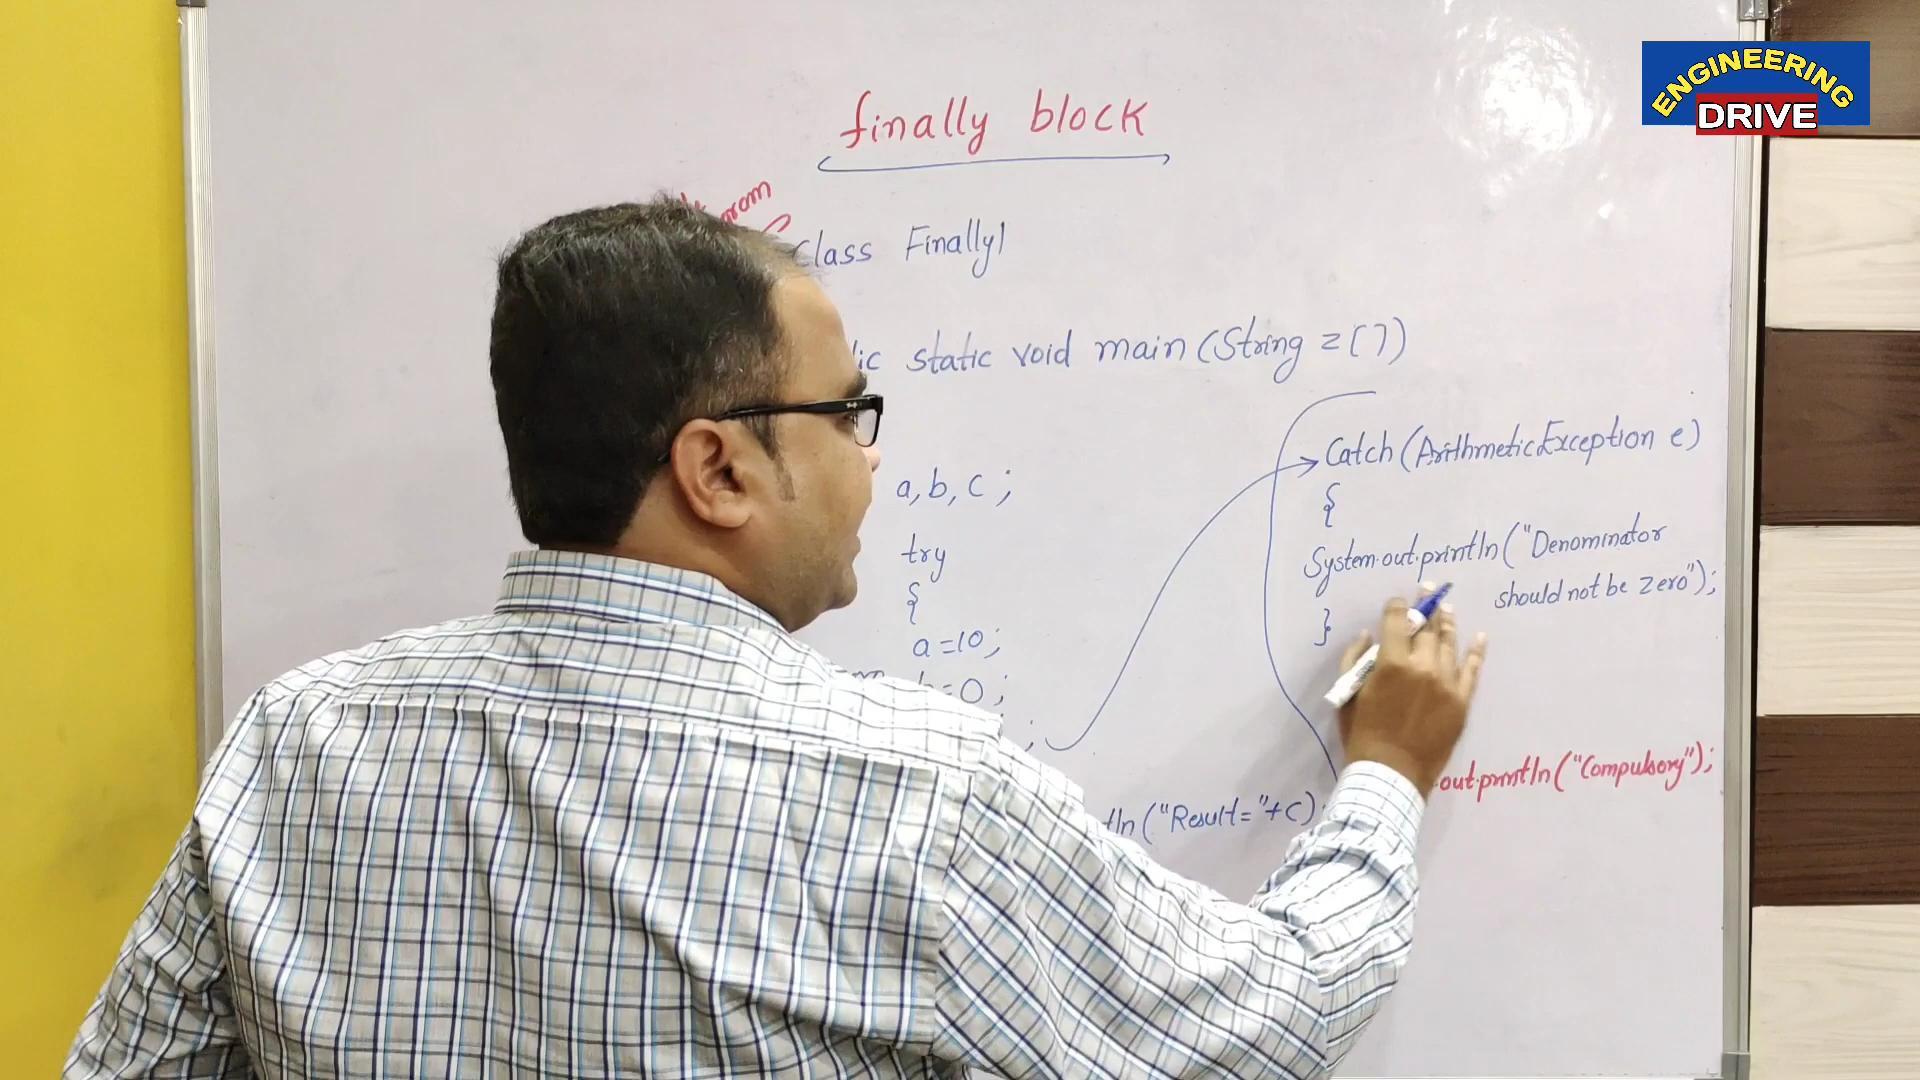 ENGINEERING
DRIVE
finally block
Class Finally1
static void main(String z[])
a,b,c;
try
{
a=10;
b=0;
;
("Result="+c)
Catch(ArithmeticException e)
{
System.out.println("Denominator
should not be zero");
}
.out.println("Compulsory");